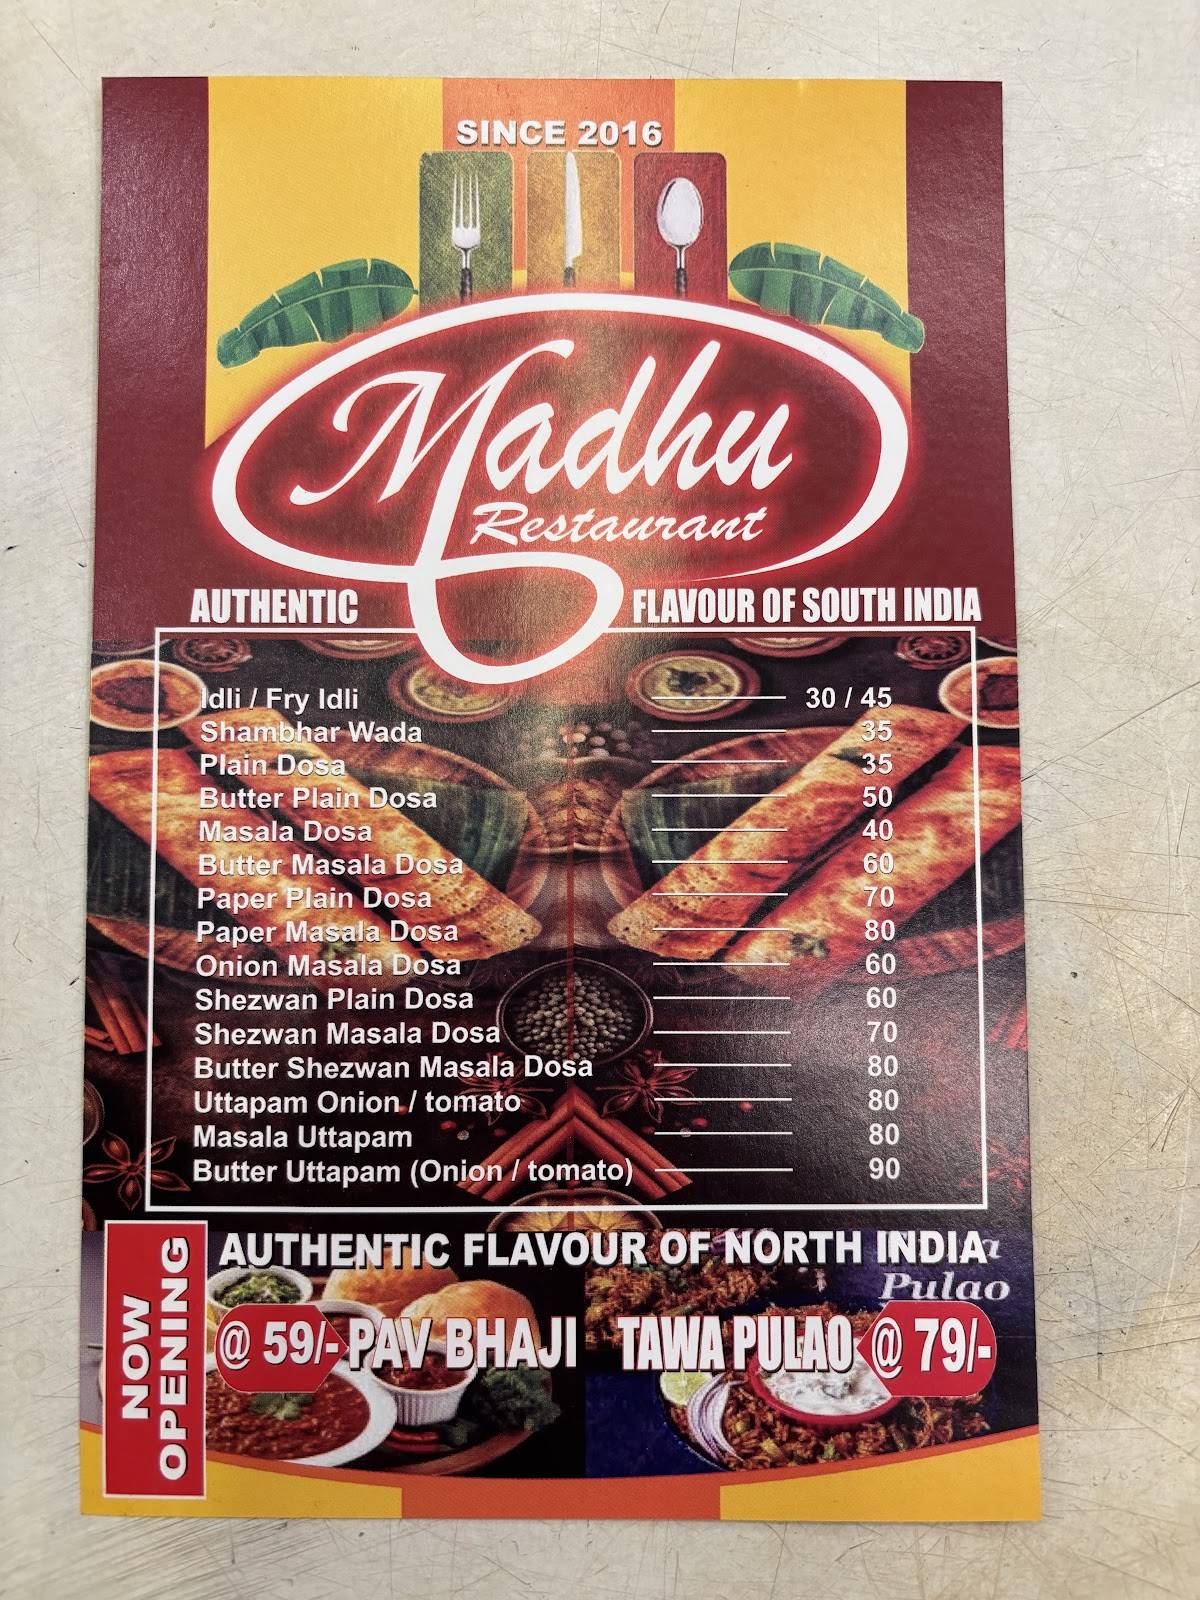 SINCE 2016
Madhu
Restaurant
AUTHENTIC FLAVOUR OF SOUTH INDIA
Idli / Fry Idli 30 / 45
Shambhar Wada 35
Plain Dosa 35
Butter Plain Dosa 50
Masala Dosa 40
Butter Masala Dosa 60
Paper Plain Dosa 70
Paper Masala Dosa 80
Onion Masala Dosa 60
Shezwan Plain Dosa 60
Shezwan Masala Dosa 70
Butter Shezwan Masala Dosa 80
Uttapam Onion / tomato 80
Masala Uttapam 80
Butter Uttapam (Onion / tomato) 90
NOW
OPENING
AUTHENTIC FLAVOUR OF NORTH INDIA
Pulao
@ 59/- PAV BHAJI TAWA PULAO @ 79/-